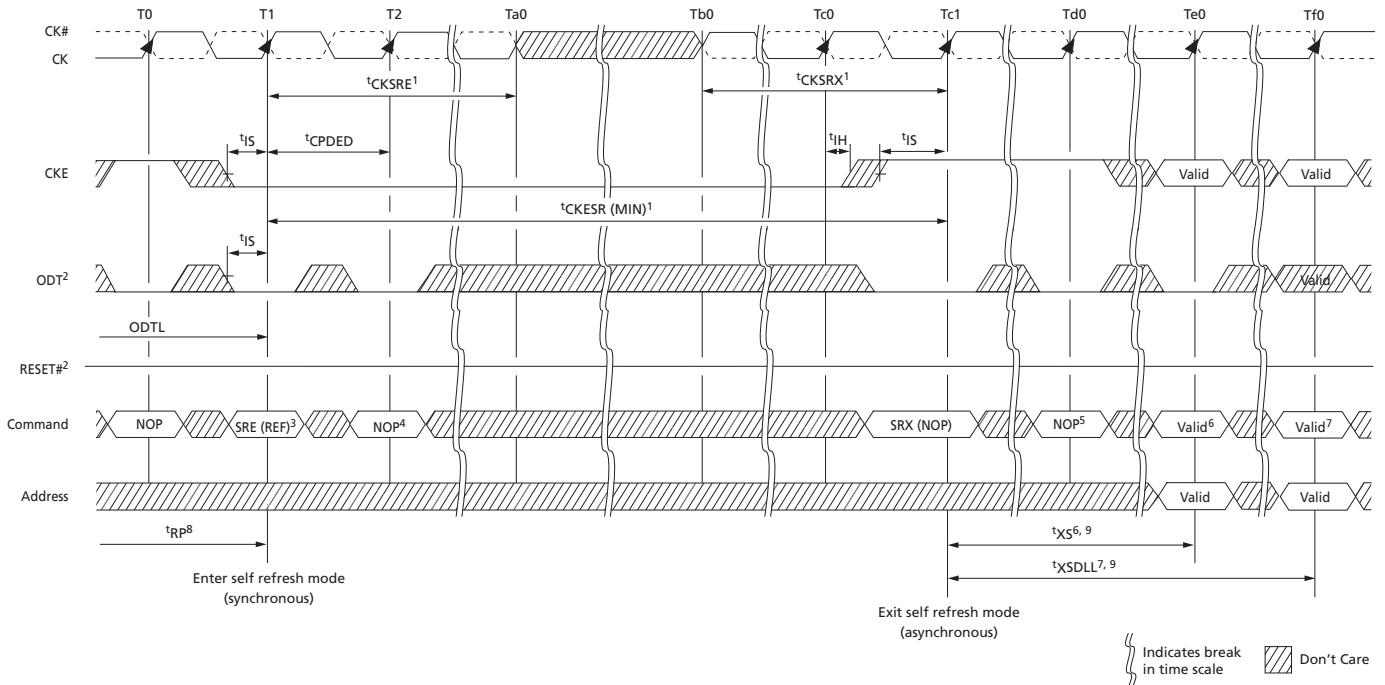 T0 T1 T2 Ta0 Tb0 Tc0 Tc1 Td0 Te0 Tf0
CK#
CK
tCKSRE1 tCKSRX1
tIS tCPDED tIH tIS
CKE Valid Valid
tCKESR (MIN)1
tIS
ODT2 Valid
ODTL
RESET#2
Command NOP SRE (REF)3 NOP4 SRX (NOP) NOP5 Valid6 Valid7
Address Valid Valid
tRP8 tXS6, 9
Enter self refresh mode
(synchronous)
tXSDLL7, 9
Exit self refresh mode
(asynchronous)
Indicates break
in time scale
Don't Care